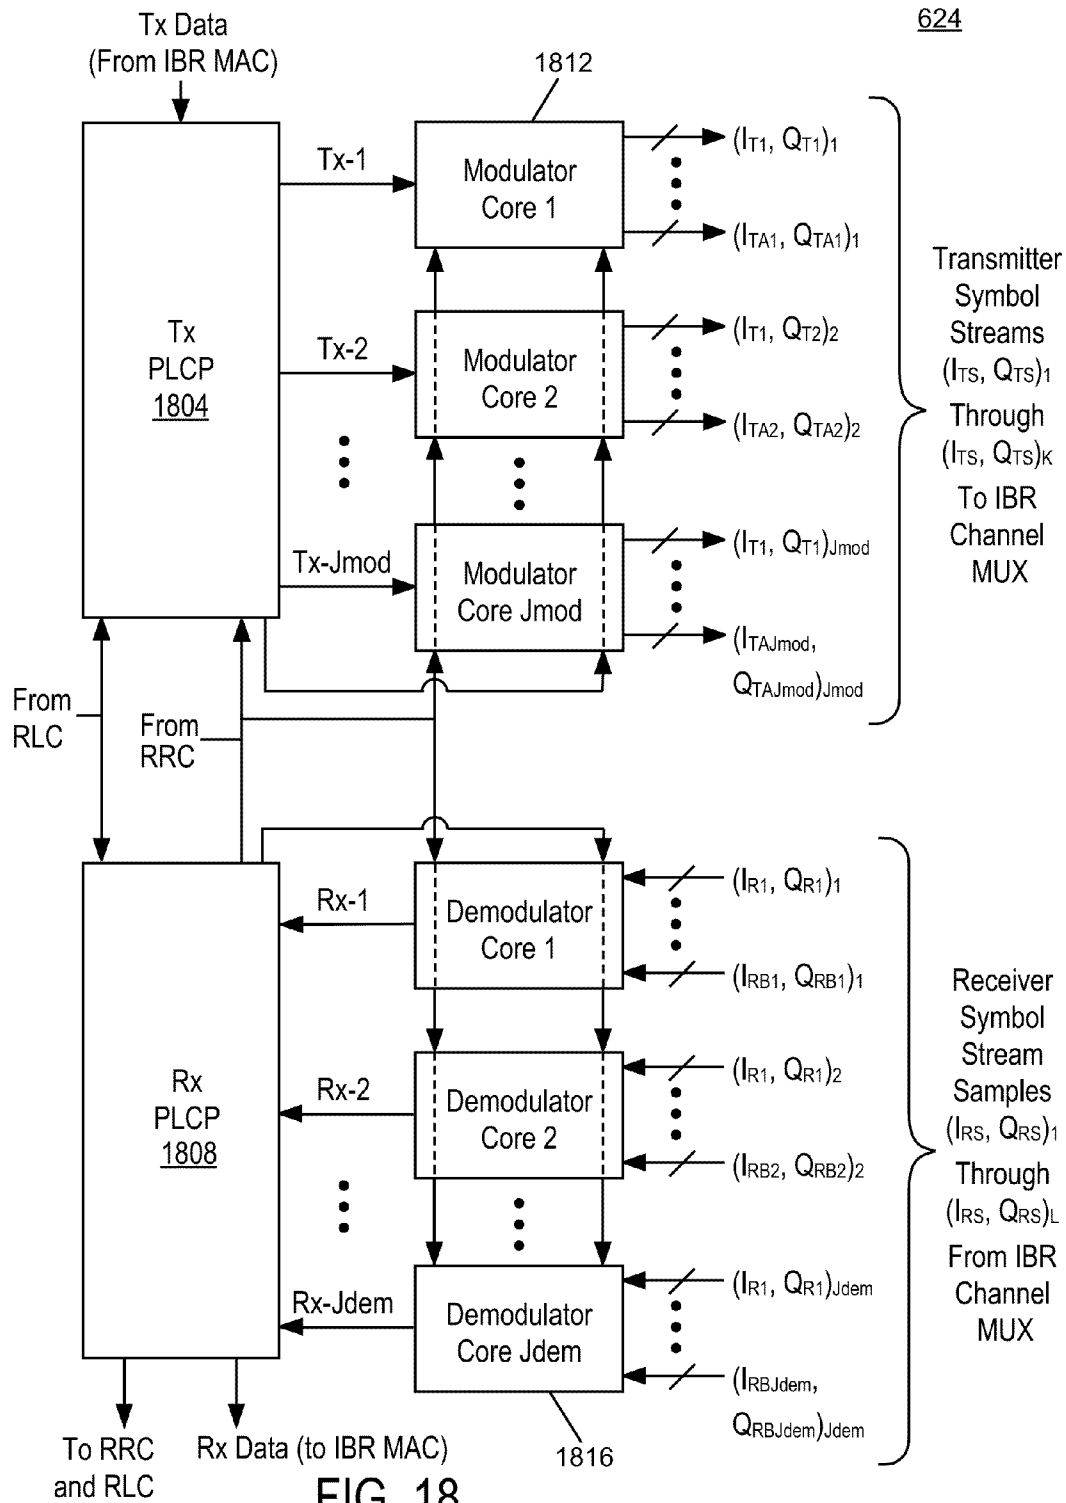 624
Tx Data
(From IBR MAC)
1812
Tx
PLCP
1804
Tx-1
Modulator
Core 1
(IT1, QT1)1
(ITA1, QTA1)1
Tx-2
Modulator
Core 2
(IT1, QT2)2
(ITA2, QTA2)2
Tx-Jmod
Modulator
Core Jmod
(IT1, QT1)Jmod
(ITAJmod,
QTAJmod)Jmod
Transmitter
Symbol
Streams
(ITS, QTS)1
Through
(ITS, QTS)K
To IBR
Channel
MUX
From
RLC
From
RRC
Rx
PLCP
1808
Rx-1
Demodulator
Core 1
(IR1, QR1)1
(IRB1, QRB1)1
Rx-2
Demodulator
Core 2
(IR1, QR1)2
(IRB2, QRB2)2
Rx-Jdem
Demodulator
Core Jdem
(IR1, QR1)Jdem
(IRBJdem,
QRBJdem)Jdem
Receiver
Symbol
Stream
Samples
(IRS, QRS)1
Through
(IRS, QRS)L
From IBR
Channel
MUX
1816
To RRC
and RLC
Rx Data (to IBR MAC)
FIG. 18